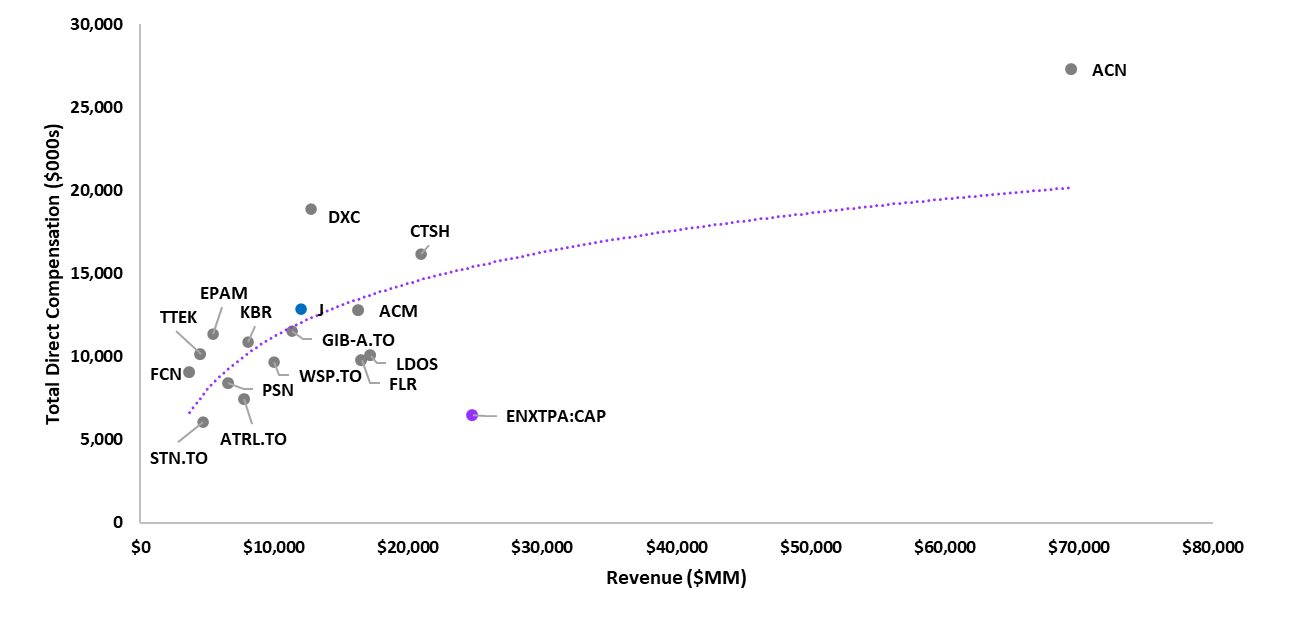 30,000
ACN
25,000
20,000
DXC
CTSH
15,000
EPAM
TTEK
KBR
J
ACM
GIB-A.TO
10,000
FCN
WSP.TO
LDOS
FLR
PSN
ENXTPA:CAP
5,000
ATRL.TO
STN.TO
0
Total Direct Compensation ($000s)
$0
$10,000
$20,000
$30,000
$40,000
$50,000
$60,000
$70,000
$80,000
Revenue ($MM)